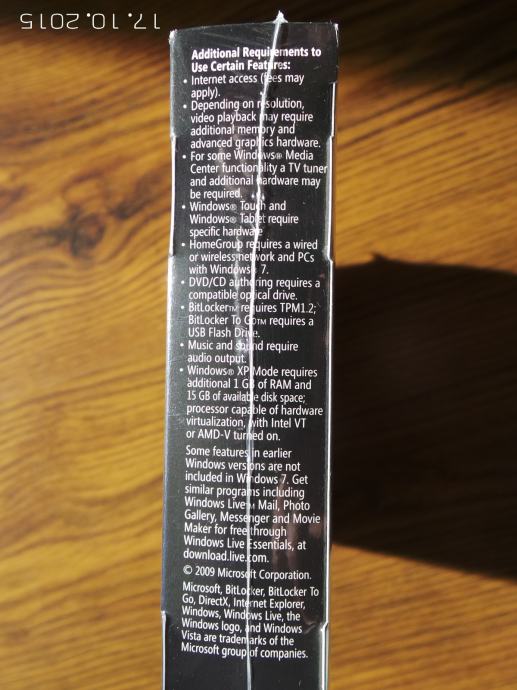 17.10.2015
Additional Requirements to
Use Certain Features:
• Internet access (fees may
apply).
• Depending on resolution,
video playback may require
additional memory and
advanced graphics hardware.
• For some Windows® Media
Center functionality a TV tuner
and additional hardware may
be required.
• Windows® Touch and
Windows® Tablet require
specific hardware
• HomeGroup requires a wired
or wireless network and PCs
with Windows® 7.
• DVD/CD authoring requires a
compatible optical drive.
• BitLocker™ requires TPM1.2;
BitLocker To Go™ requires a
USB Flash Drive.
• Music and sound require
audio output.
• Windows® XP Mode requires
additional 1 GB of RAM and
15 GB of available disk space;
processor capable of hardware
virtualization, with Intel VT
or AMD-V turned on.
Some features in earlier
Windows versions are not
included in Windows 7. Get
similar programs including
Windows Live™ Mail, Photo
Gallery, Messenger and Movie
Maker for free through
Windows Live Essentials, at
download.live.com.
© 2009 Microsoft Corporation.
Microsoft, BitLocker, BitLocker To
Go, DirectX, Internet Explorer,
Windows, Windows Live, the
Windows logo, and Windows
Vista are trademarks of the
Microsoft group of companies.